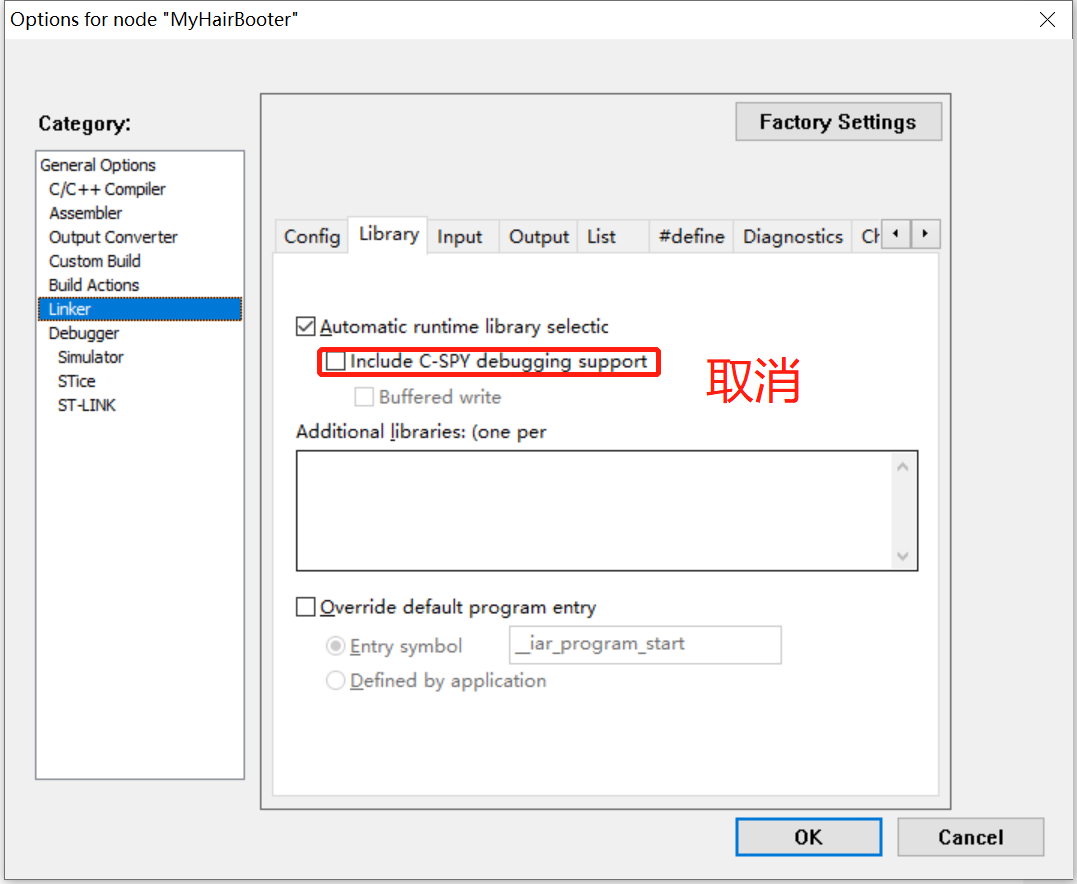 Options for node "MyHairBooter"
Category:
General Options
C/C++ Compiler
Assembler
Output Converter
Custom Build
Build Actions
Linker
Debugger
Simulator
STice
ST-LINK
Factory Settings
Config Library Input Output List #define Diagnostics Ch
Automatic runtime library selectic
Include C-SPY debugging support
取消
Buffered write
Additional libraries: (one per
Override default program entry
Entry symbol __iar_program_start
Defined by application
OK Cancel